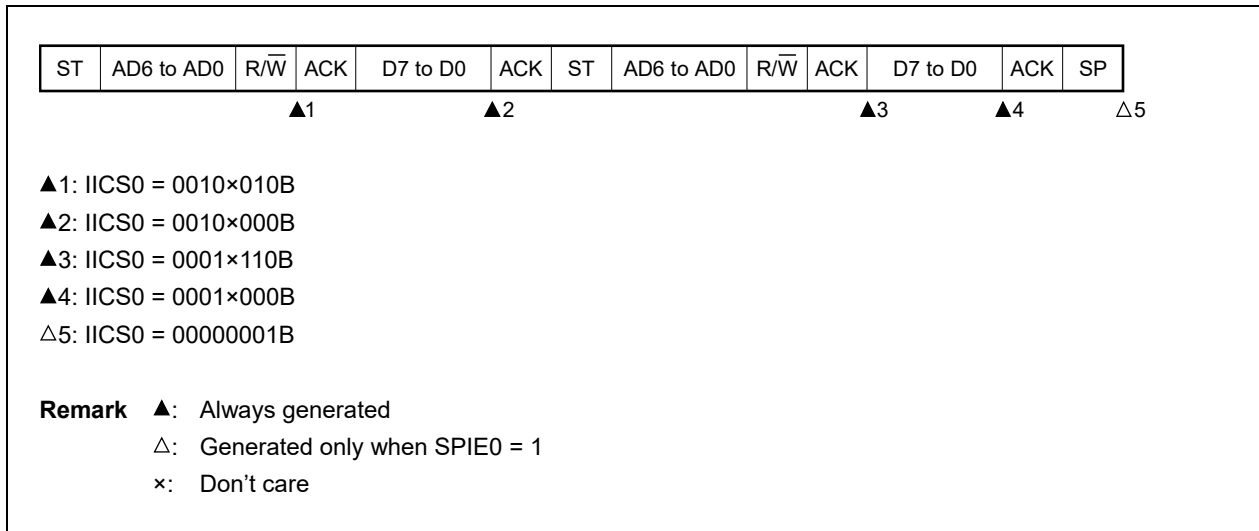 ST AD6 to AD0 R/W̅ ACK D7 to D0 ACK ST AD6 to AD0 R/W̅ ACK D7 to D0 ACK SP
▲1 ▲2 ▲3 ▲4 △5
▲1: IICS0 = 0010×010B
▲2: IICS0 = 0010×000B
▲3: IICS0 = 0001×110B
▲4: IICS0 = 0001×000B
△5: IICS0 = 00000001B
Remark ▲: Always generated
△: Generated only when SPIE0 = 1
×: Don’t care